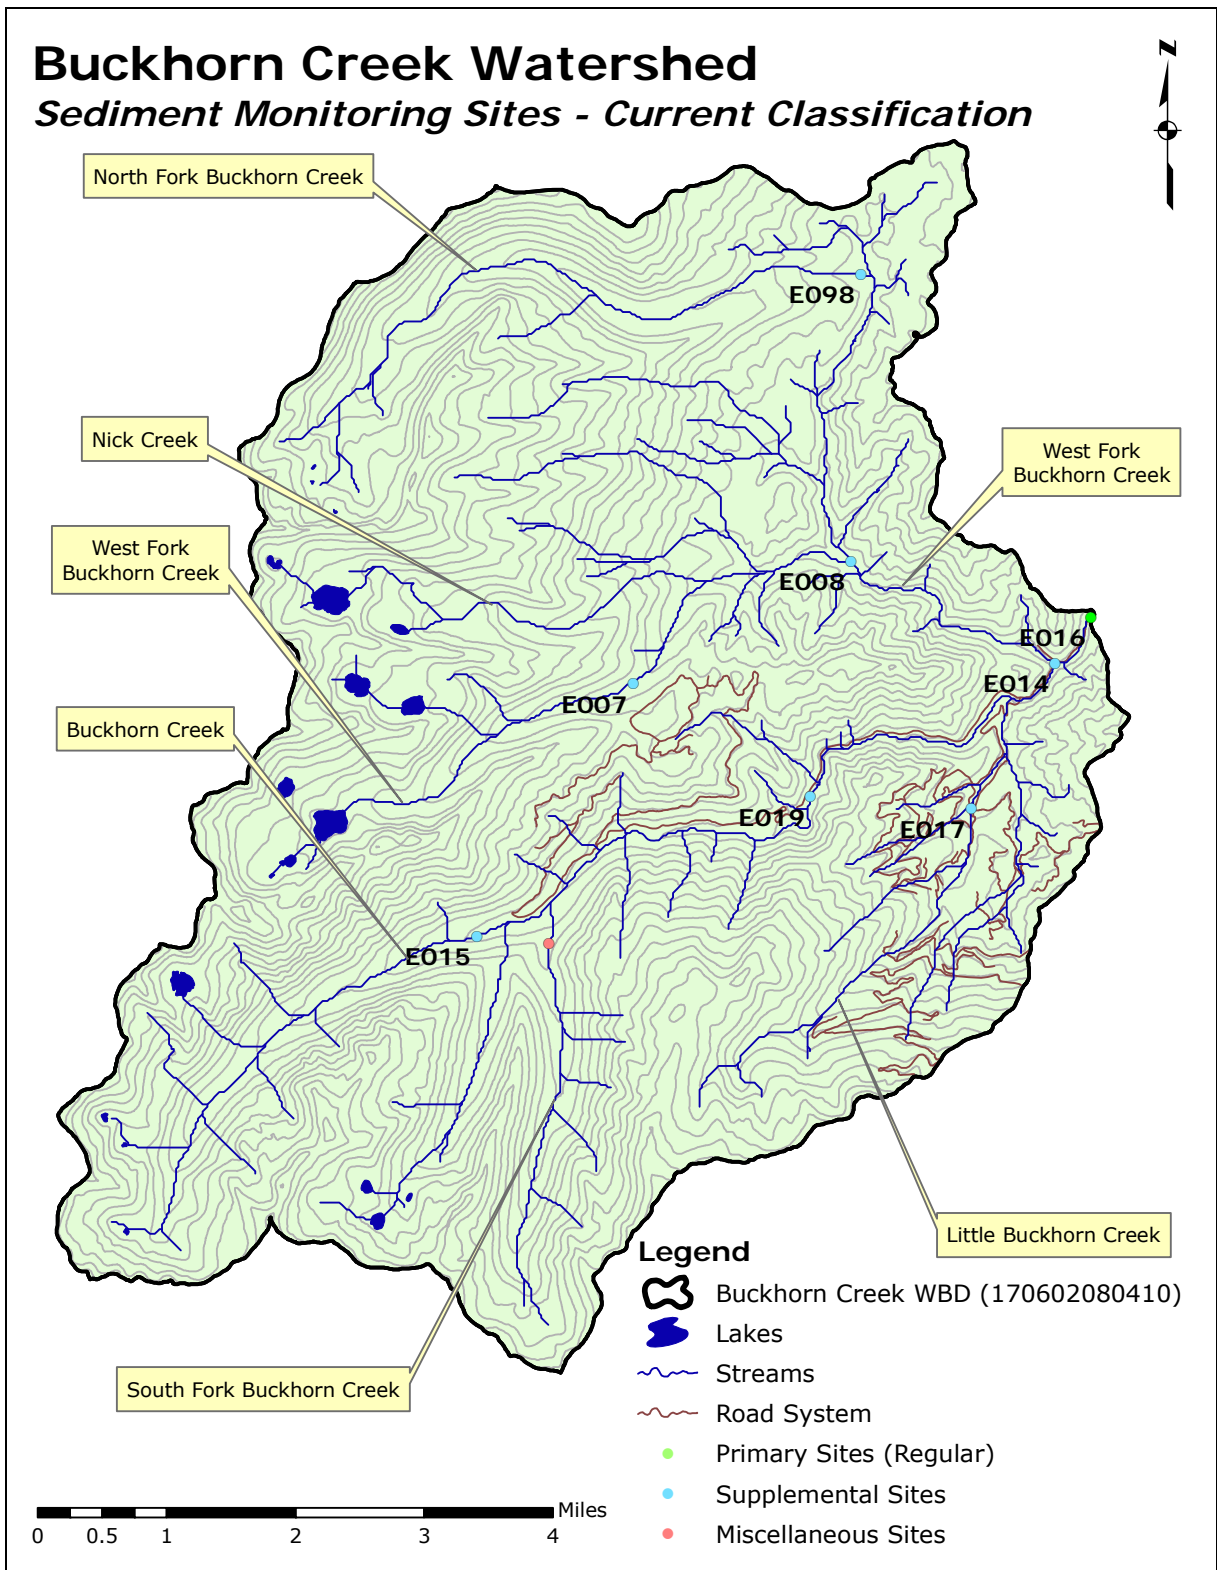 Buckhorn Creek Watershed
Sediment Monitoring Sites - Current Classification
N
North Fork Buckhorn Creek
E098
Nick Creek
West Fork
Buckhorn Creek
West Fork
Buckhorn Creek
E008
E016
E014
E007
Buckhorn Creek
E019
E017
E015
Little Buckhorn Creek
South Fork Buckhorn Creek
Legend
Buckhorn Creek WBD (170602080410)
Lakes
Streams
Road System
Primary Sites (Regular)
Supplemental Sites
Miscellaneous Sites
Miles
0 0.5 1 2 3 4